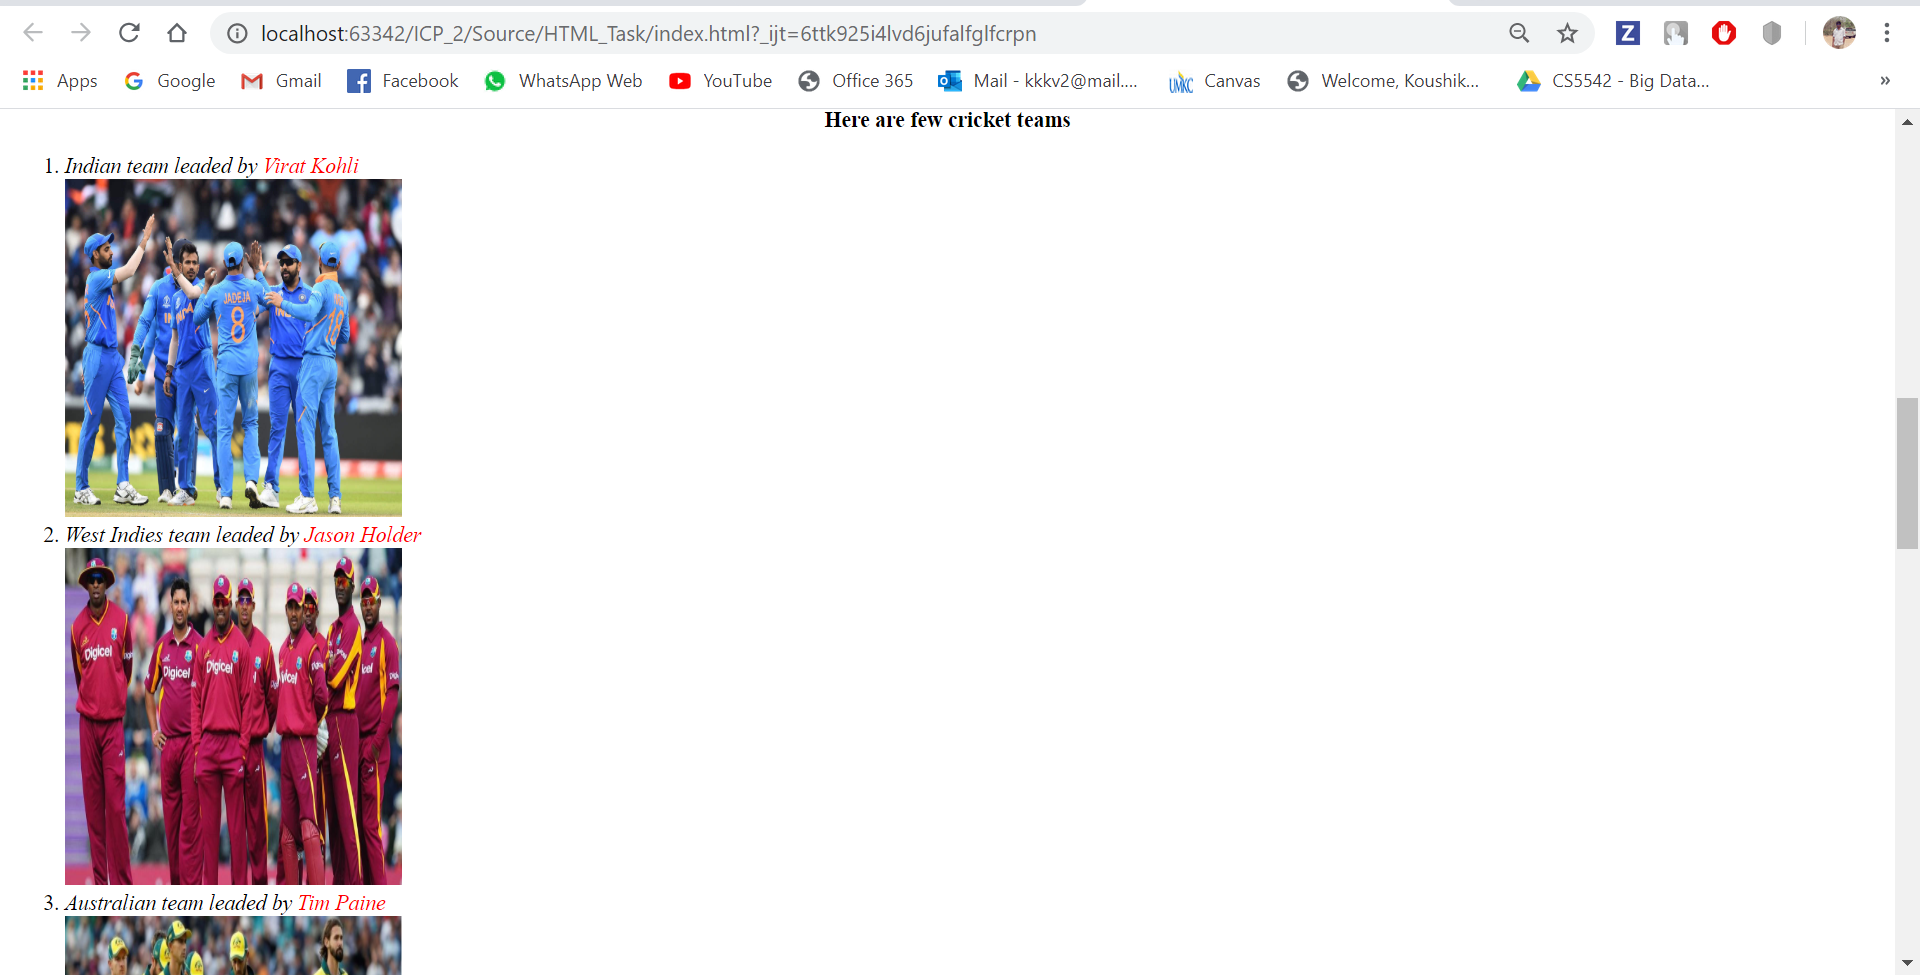 localhost:63342/ICP_2/Source/HTML_Task/index.html?_ijt=6ttk925i4lvd6jufalfglfcrpn
Z
Apps Google Gmail Facebook WhatsApp Web YouTube Office 365 Mail - kkkv2@mail.... UMKC Canvas Welcome, Koushik... CS5542 - Big Data... »
Here are few cricket teams
1. Indian team leaded by Virat Kohli
JADEJA
8
2. West Indies team leaded by Jason Holder
Digicel
Digicel
Digicel
3. Australian team leaded by Tim Paine